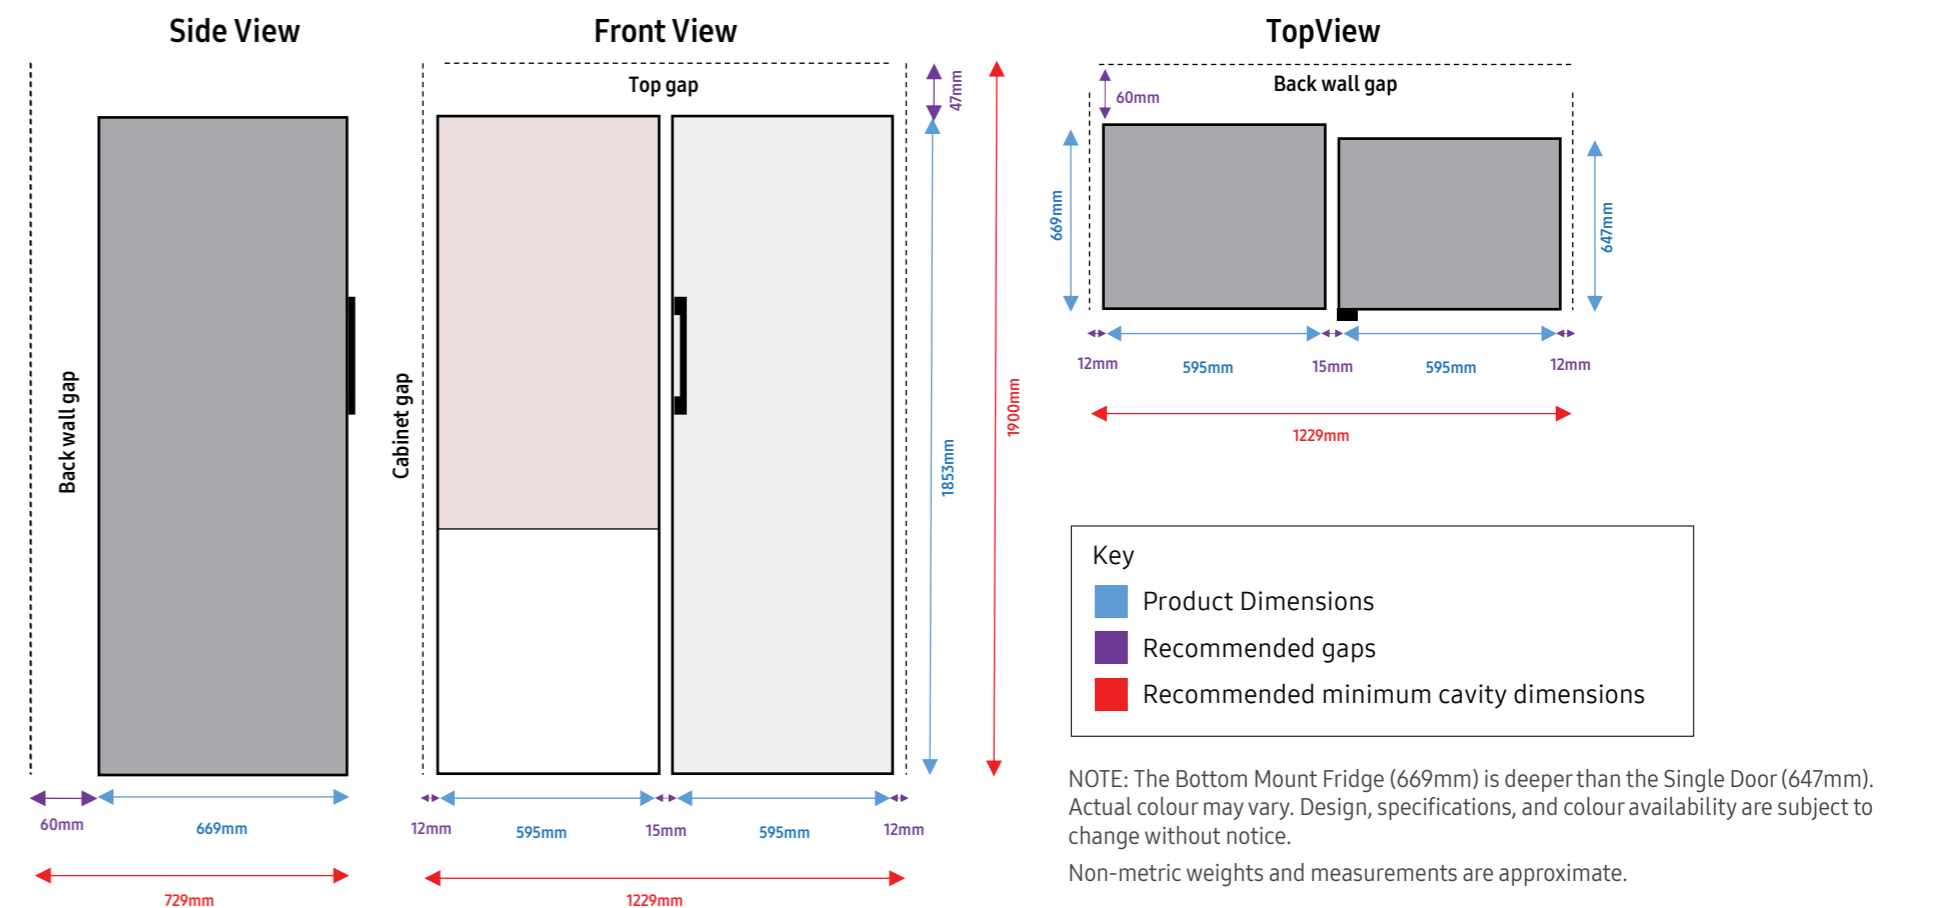 Side View
Back wall gap
60mm
669mm
729mm
Front View
Top gap
47mm
Cabinet gap
1853mm
1900mm
12mm
595mm
15mm
595mm
12mm
1229mm
TopView
Back wall gap
60mm
669mm
647mm
12mm
595mm
15mm
595mm
12mm
1229mm
Key
Product Dimensions
Recommended gaps
Recommended minimum cavity dimensions
NOTE: The Bottom Mount Fridge (669mm) is deeper than the Single Door (647mm).
Actual colour may vary. Design, specifications, and colour availability are subject to
change without notice.
Non-metric weights and measurements are approximate.